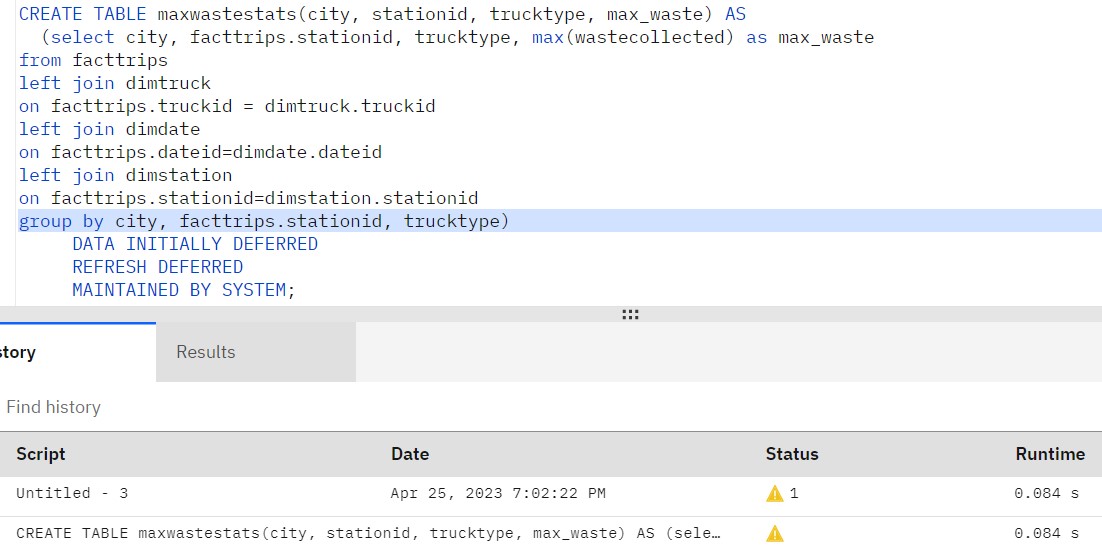 CREATE TABLE maxwastestats(city, stationid, trucktype, max_waste) AS
(select city, facttrips.stationid, trucktype, max(wastecollected) as max_waste
from facttrips
left join dimtruck
on facttrips.truckid = dimtruck.truckid
left join dimdate
on facttrips.dateid=dimdate.dateid
left join dimstation
on facttrips.stationid=dimstation.stationid
group by city, facttrips.stationid, trucktype)
DATA INITIALLY DEFERRED
REFRESH DEFERRED
MAINTAINED BY SYSTEM;
story Results
Find history
Script Date Status Runtime
Untitled - 3 Apr 25, 2023 7:02:22 PM 1 0.084 s
CREATE TABLE maxwastestats(city, stationid, trucktype, max_waste) AS (sele… 0.084 s